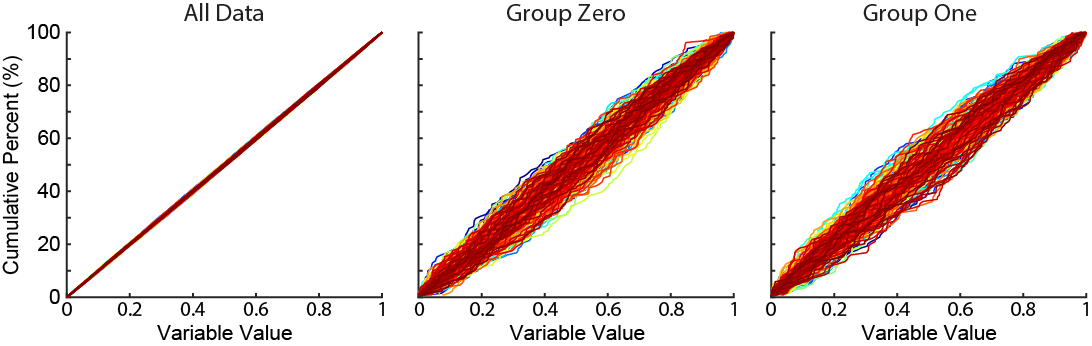 All Data
Group Zero
Group One
Cumulative Percent (%)
100
80
60
40
20
0
0 0.2 0.4 0.6 0.8 1
0 0.2 0.4 0.6 0.8 1
0 0.2 0.4 0.6 0.8 1
Variable Value
Variable Value
Variable Value